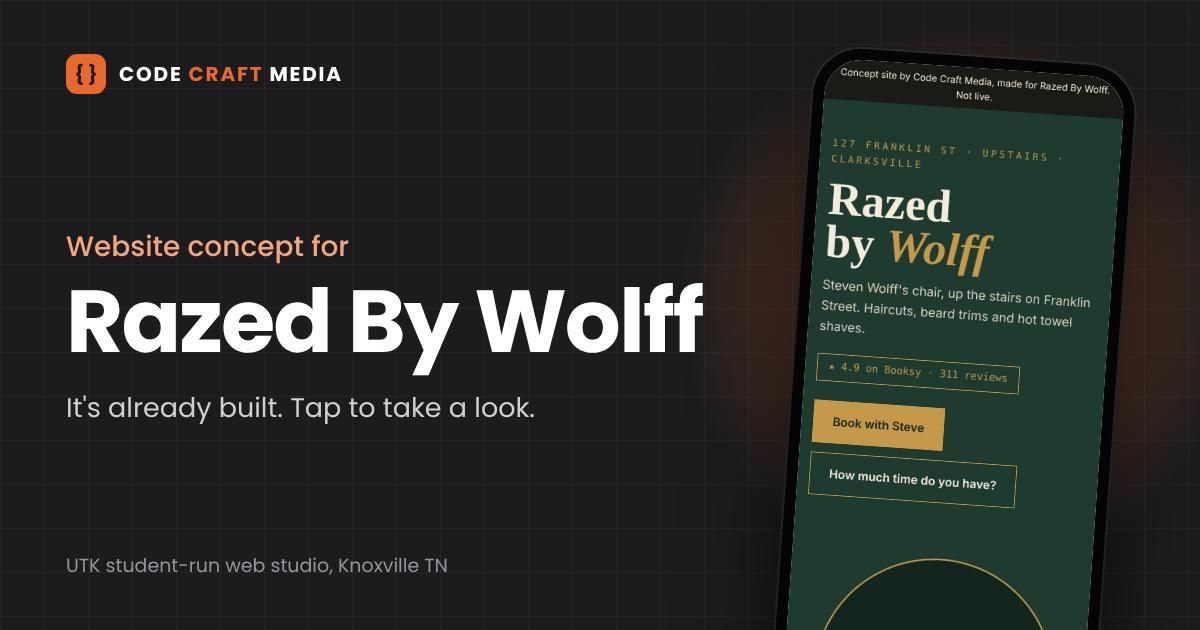 { } CODE CRAFT MEDIA
Website concept for
Razed By Wolff
It's already built. Tap to take a look.
UTK student-run web studio, Knoxville TN
Concept site by Code Craft Media, made for Razed By Wolff.
Not live.
127 FRANKLIN ST · UPSTAIRS ·
CLARKSVILLE
Razed
by Wolff
Steven Wolff's chair, up the stairs on Franklin
Street. Haircuts, beard trims and hot towel
shaves.
★ 4.9 on Booksy · 311 reviews
Book with Steve
How much time do you have?